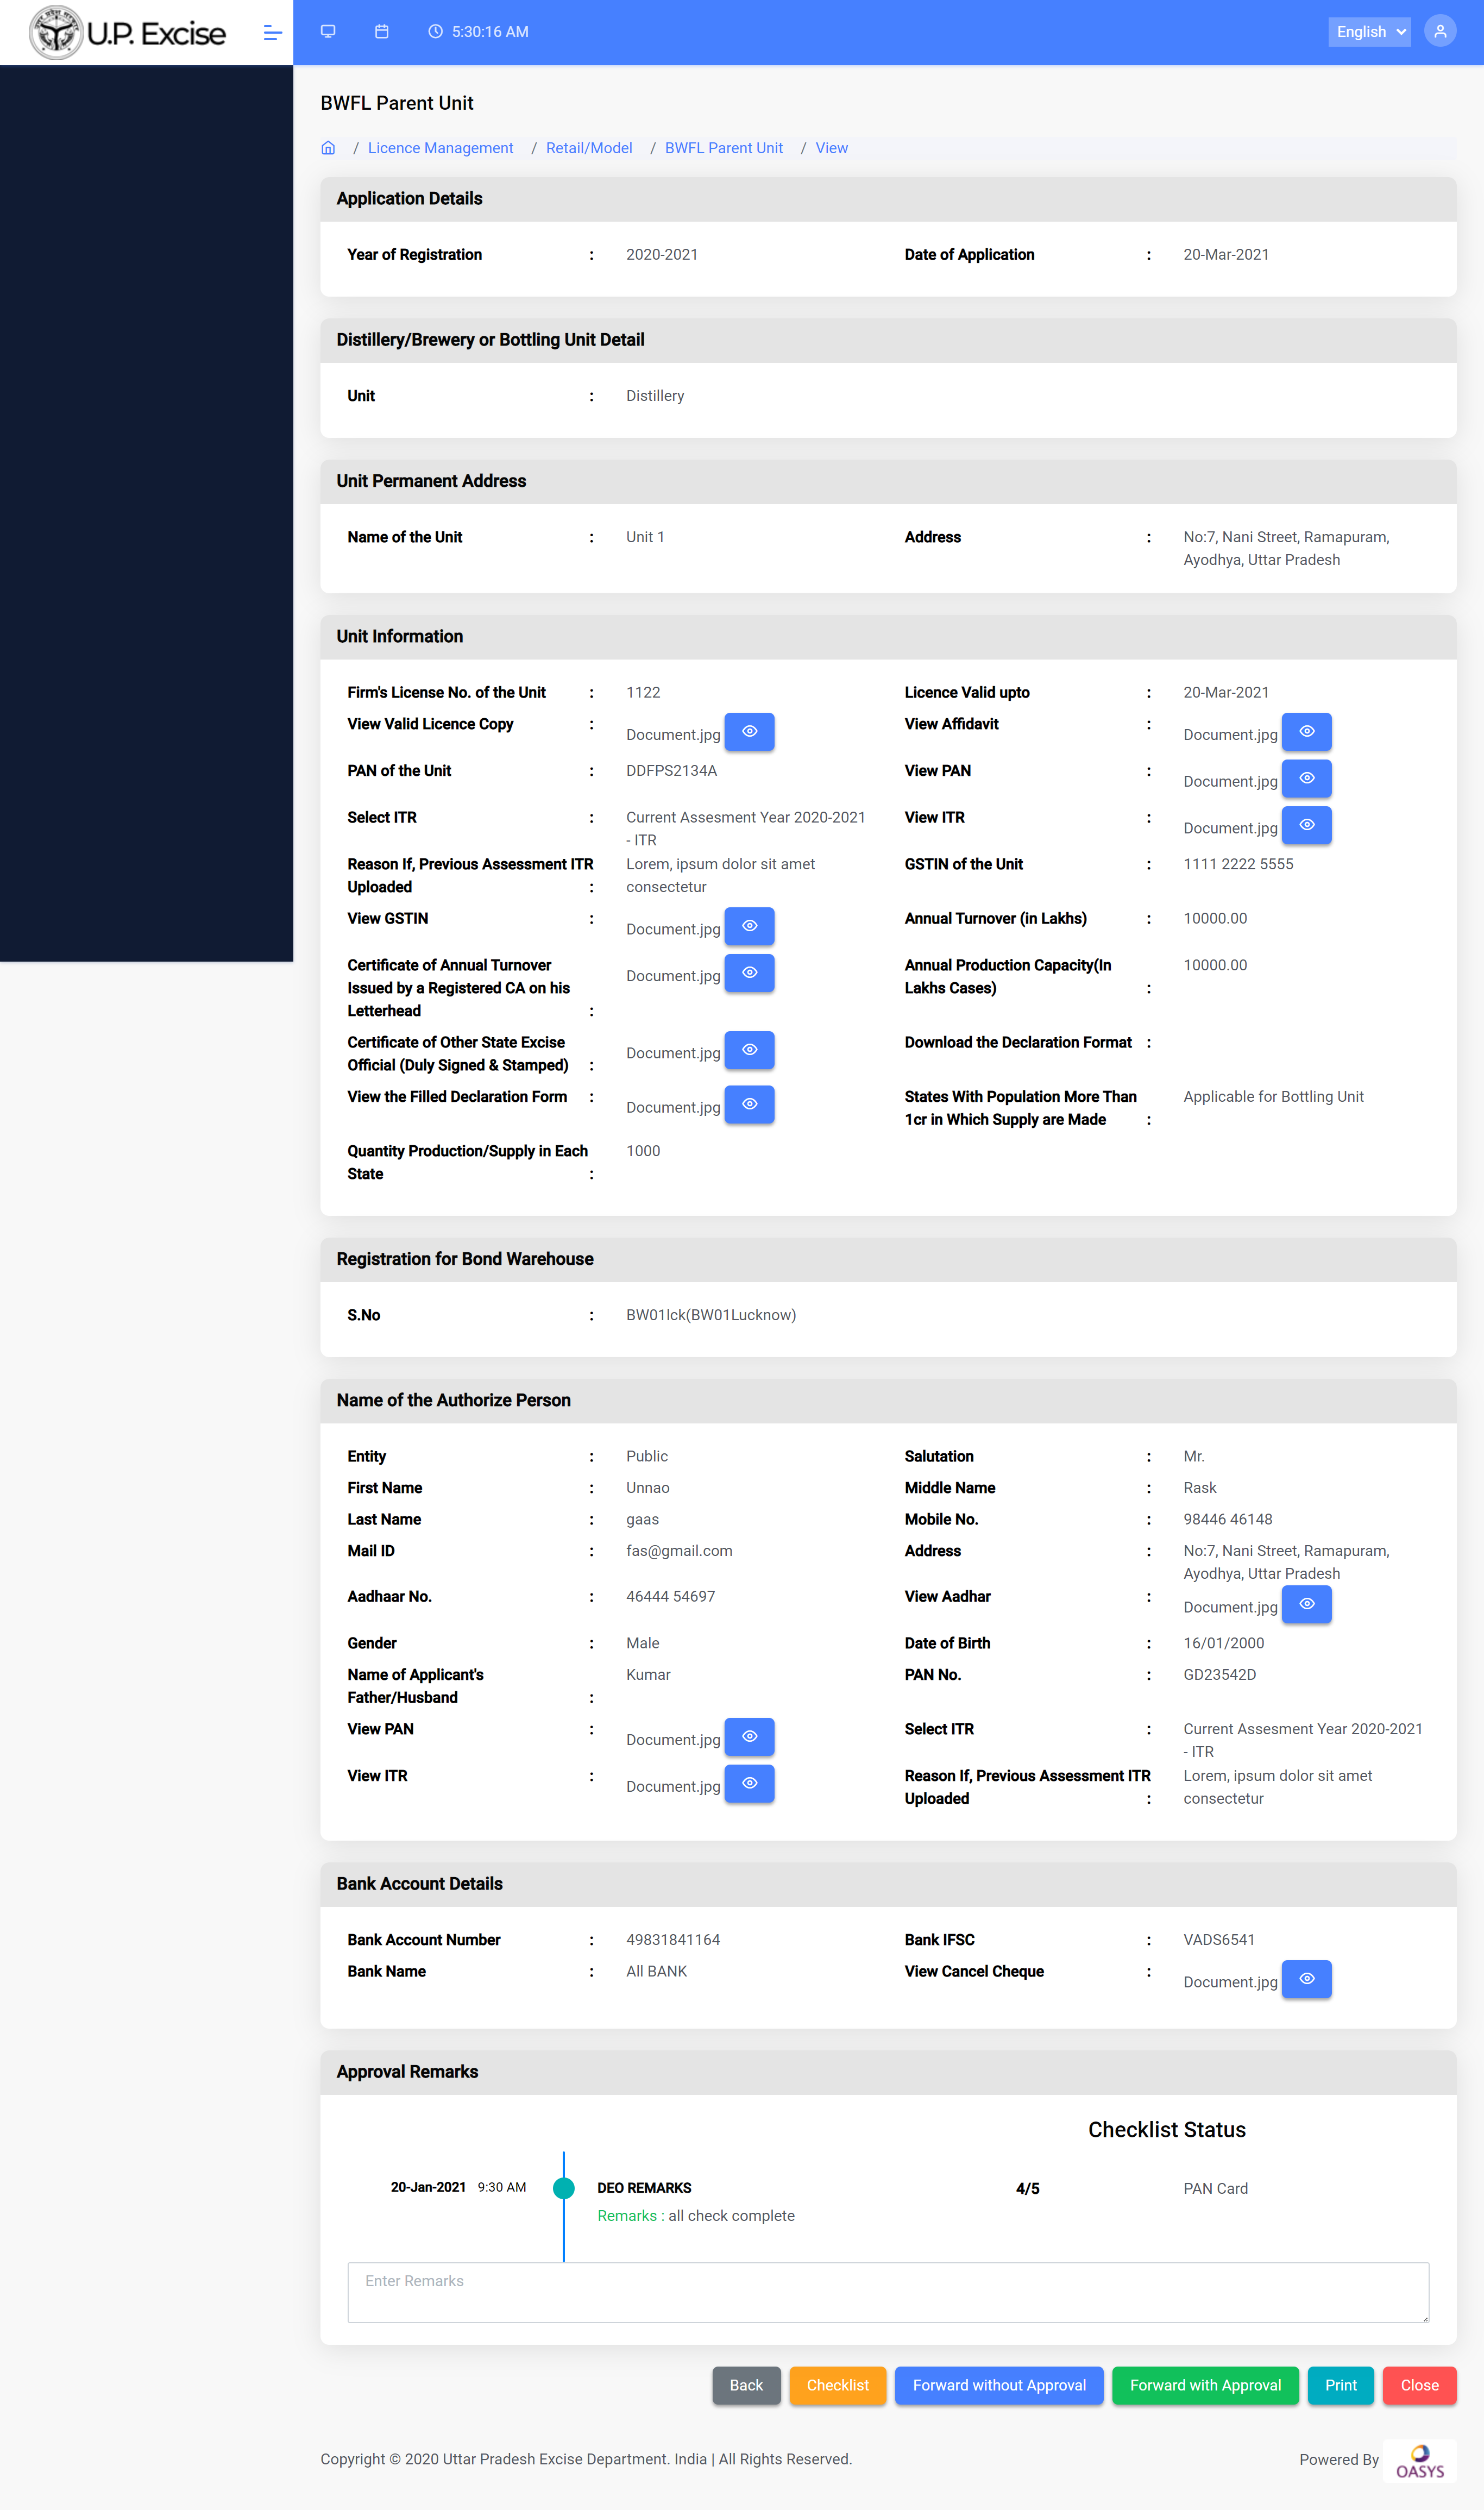 U.P. Excise
5:30:16 AM
English
BWFL Parent Unit
/ Licence Management / Retail/Model / BWFL Parent Unit / View
Application Details
Year of Registration : 2020-2021 Date of Application : 20-Mar-2021
Distillery/Brewery or Bottling Unit Detail
Unit : Distillery
Unit Permanent Address
Name of the Unit : Unit 1 Address : No:7, Nani Street, Ramapuram,
Ayodhya, Uttar Pradesh
Unit Information
Firm's License No. of the Unit : 1122 Licence Valid upto : 20-Mar-2021
View Valid Licence Copy : Document.jpg View Affidavit : Document.jpg
PAN of the Unit : DDFPS2134A View PAN : Document.jpg
Select ITR : Current Assesment Year 2020-2021 View ITR : Document.jpg
- ITR
Reason If, Previous Assessment ITR Lorem, ipsum dolor sit amet GSTIN of the Unit : 1111 2222 5555
Uploaded : consectetur
View GSTIN : Document.jpg Annual Turnover (in Lakhs) : 10000.00
Certificate of Annual Turnover Document.jpg Annual Production Capacity(In 10000.00
Issued by a Registered CA on his Lakhs Cases) :
Letterhead :
Certificate of Other State Excise Document.jpg Download the Declaration Format :
Official (Duly Signed & Stamped) :
View the Filled Declaration Form : Document.jpg States With Population More Than Applicable for Bottling Unit
1cr in Which Supply are Made :
Quantity Production/Supply in Each 1000
State :
Registration for Bond Warehouse
S.No : BW01lck(BW01Lucknow)
Name of the Authorize Person
Entity : Public Salutation : Mr.
First Name : Unnao Middle Name : Rask
Last Name : gaas Mobile No. : 98446 46148
Mail ID : fas@gmail.com Address : No:7, Nani Street, Ramapuram,
Ayodhya, Uttar Pradesh
Aadhaar No. : 46444 54697 View Aadhar : Document.jpg
Gender : Male Date of Birth : 16/01/2000
Name of Applicant's Kumar PAN No. : GD23542D
Father/Husband :
View PAN : Document.jpg Select ITR : Current Assesment Year 2020-2021
- ITR
View ITR : Document.jpg Reason If, Previous Assessment ITR Lorem, ipsum dolor sit amet
Uploaded : consectetur
Bank Account Details
Bank Account Number : 49831841164 Bank IFSC : VADS6541
Bank Name : All BANK View Cancel Cheque : Document.jpg
Approval Remarks
Checklist Status
20-Jan-2021 9:30 AM DEO REMARKS 4/5 PAN Card
Remarks : all check complete
Enter Remarks
Back Checklist Forward without Approval Forward with Approval Print Close
Copyright © 2020 Uttar Pradesh Excise Department. India | All Rights Reserved. Powered By OASYS